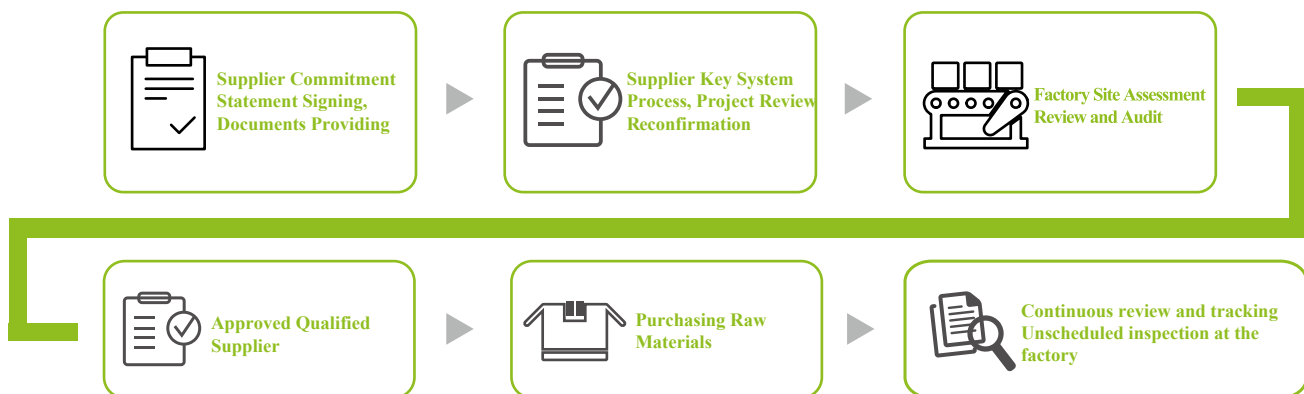 Supplier Commitment
Statement Signing,
Documents Providing
Supplier Key System
Process, Project Review
Reconfirmation
Factory Site Assessment
Review and Audit
Approved Qualified
Supplier
Purchasing Raw
Materials
Continuous review and tracking
Unscheduled inspection at the
factory